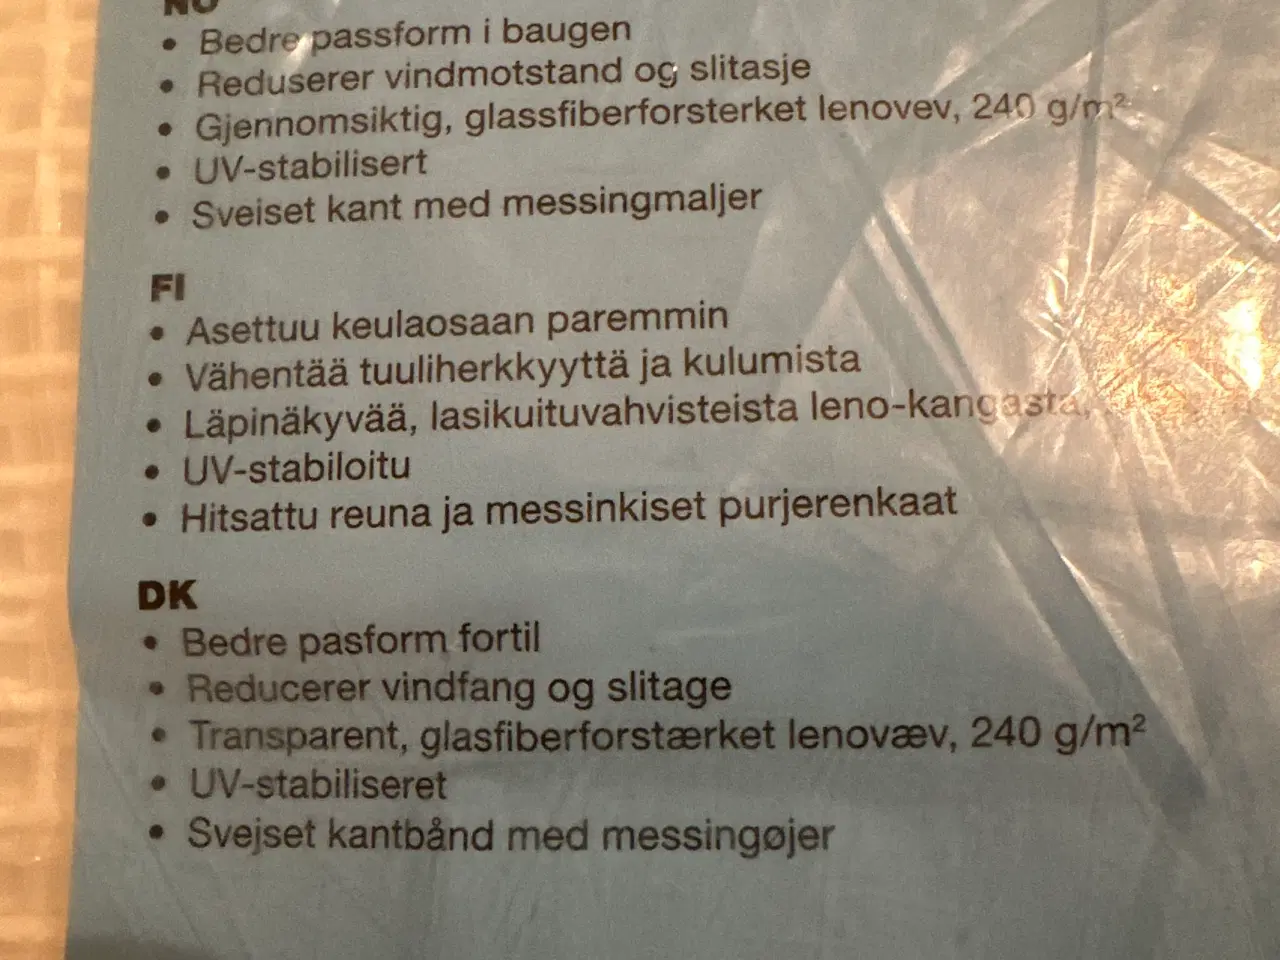 NO
• Bedre passform i baugen
• Reduserer vindmotstand og slitasje
• Gjennomsiktig, glassfiberforsterket lenovev, 240 g/m²
• UV-stabilisert
• Sveiset kant med messingmaljer
FI
• Asettuu keulaosaan paremmin
• Vähentää tuuliherkkyyttä ja kulumista
• Läpinäkyvää, lasikuituvahvisteista leno-kangasta,
• UV-stabiloitu
• Hitsattu reuna ja messinkiset purjerenkaat
DK
• Bedre pasform fortil
• Reducerer vindfang og slitage
• Transparent, glasfiberforstærket lenovæv, 240 g/m²
• UV-stabiliseret
• Svejset kantbånd med messingøjer